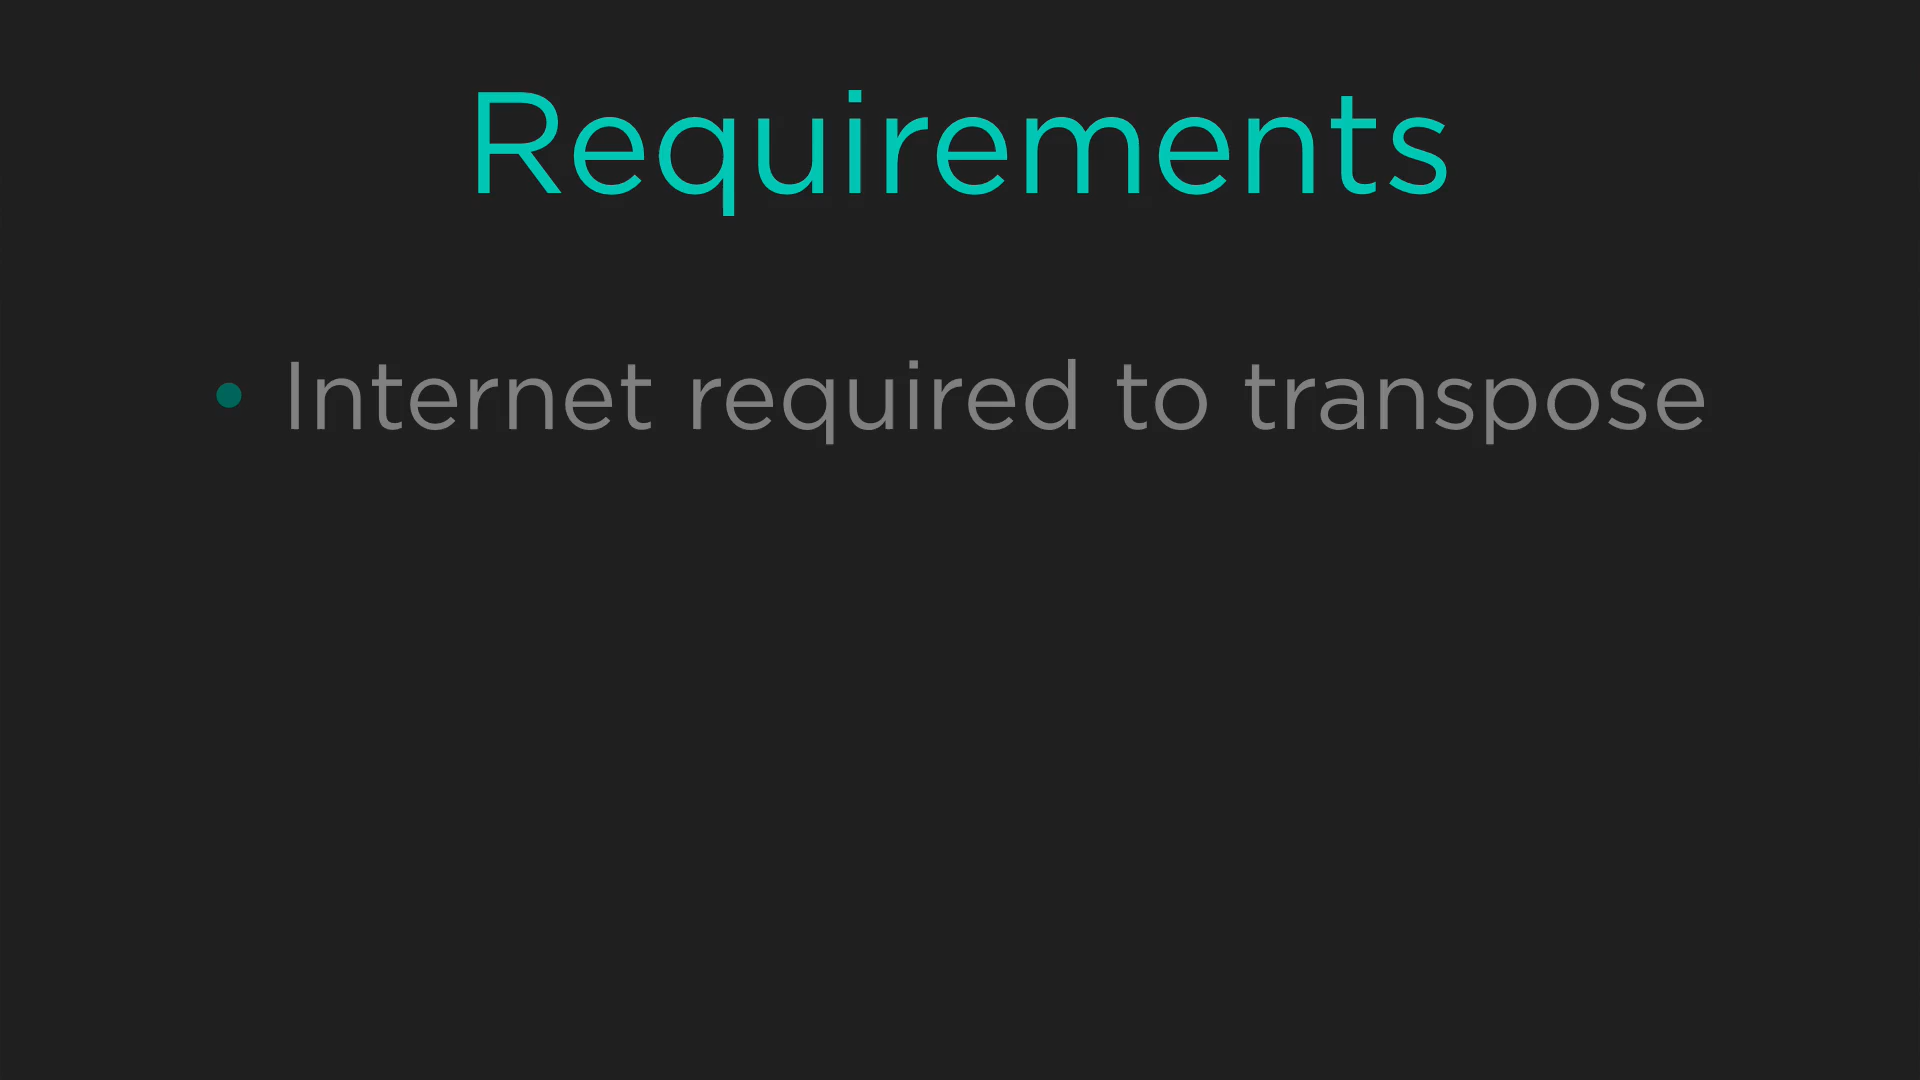 Requirements
• Internet required to transpose